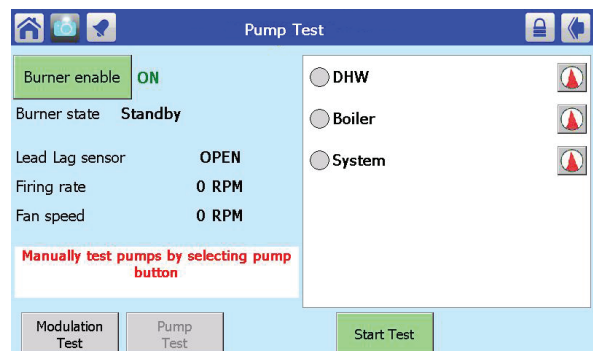 Pump Test
Burner enable ON
Burner state Standby
Lead Lag sensor OPEN
Firing rate 0 RPM
Fan speed 0 RPM
Manually test pumps by selecting pump
button
DHW
Boiler
System
Modulation
Test
Pump
Test
Start Test